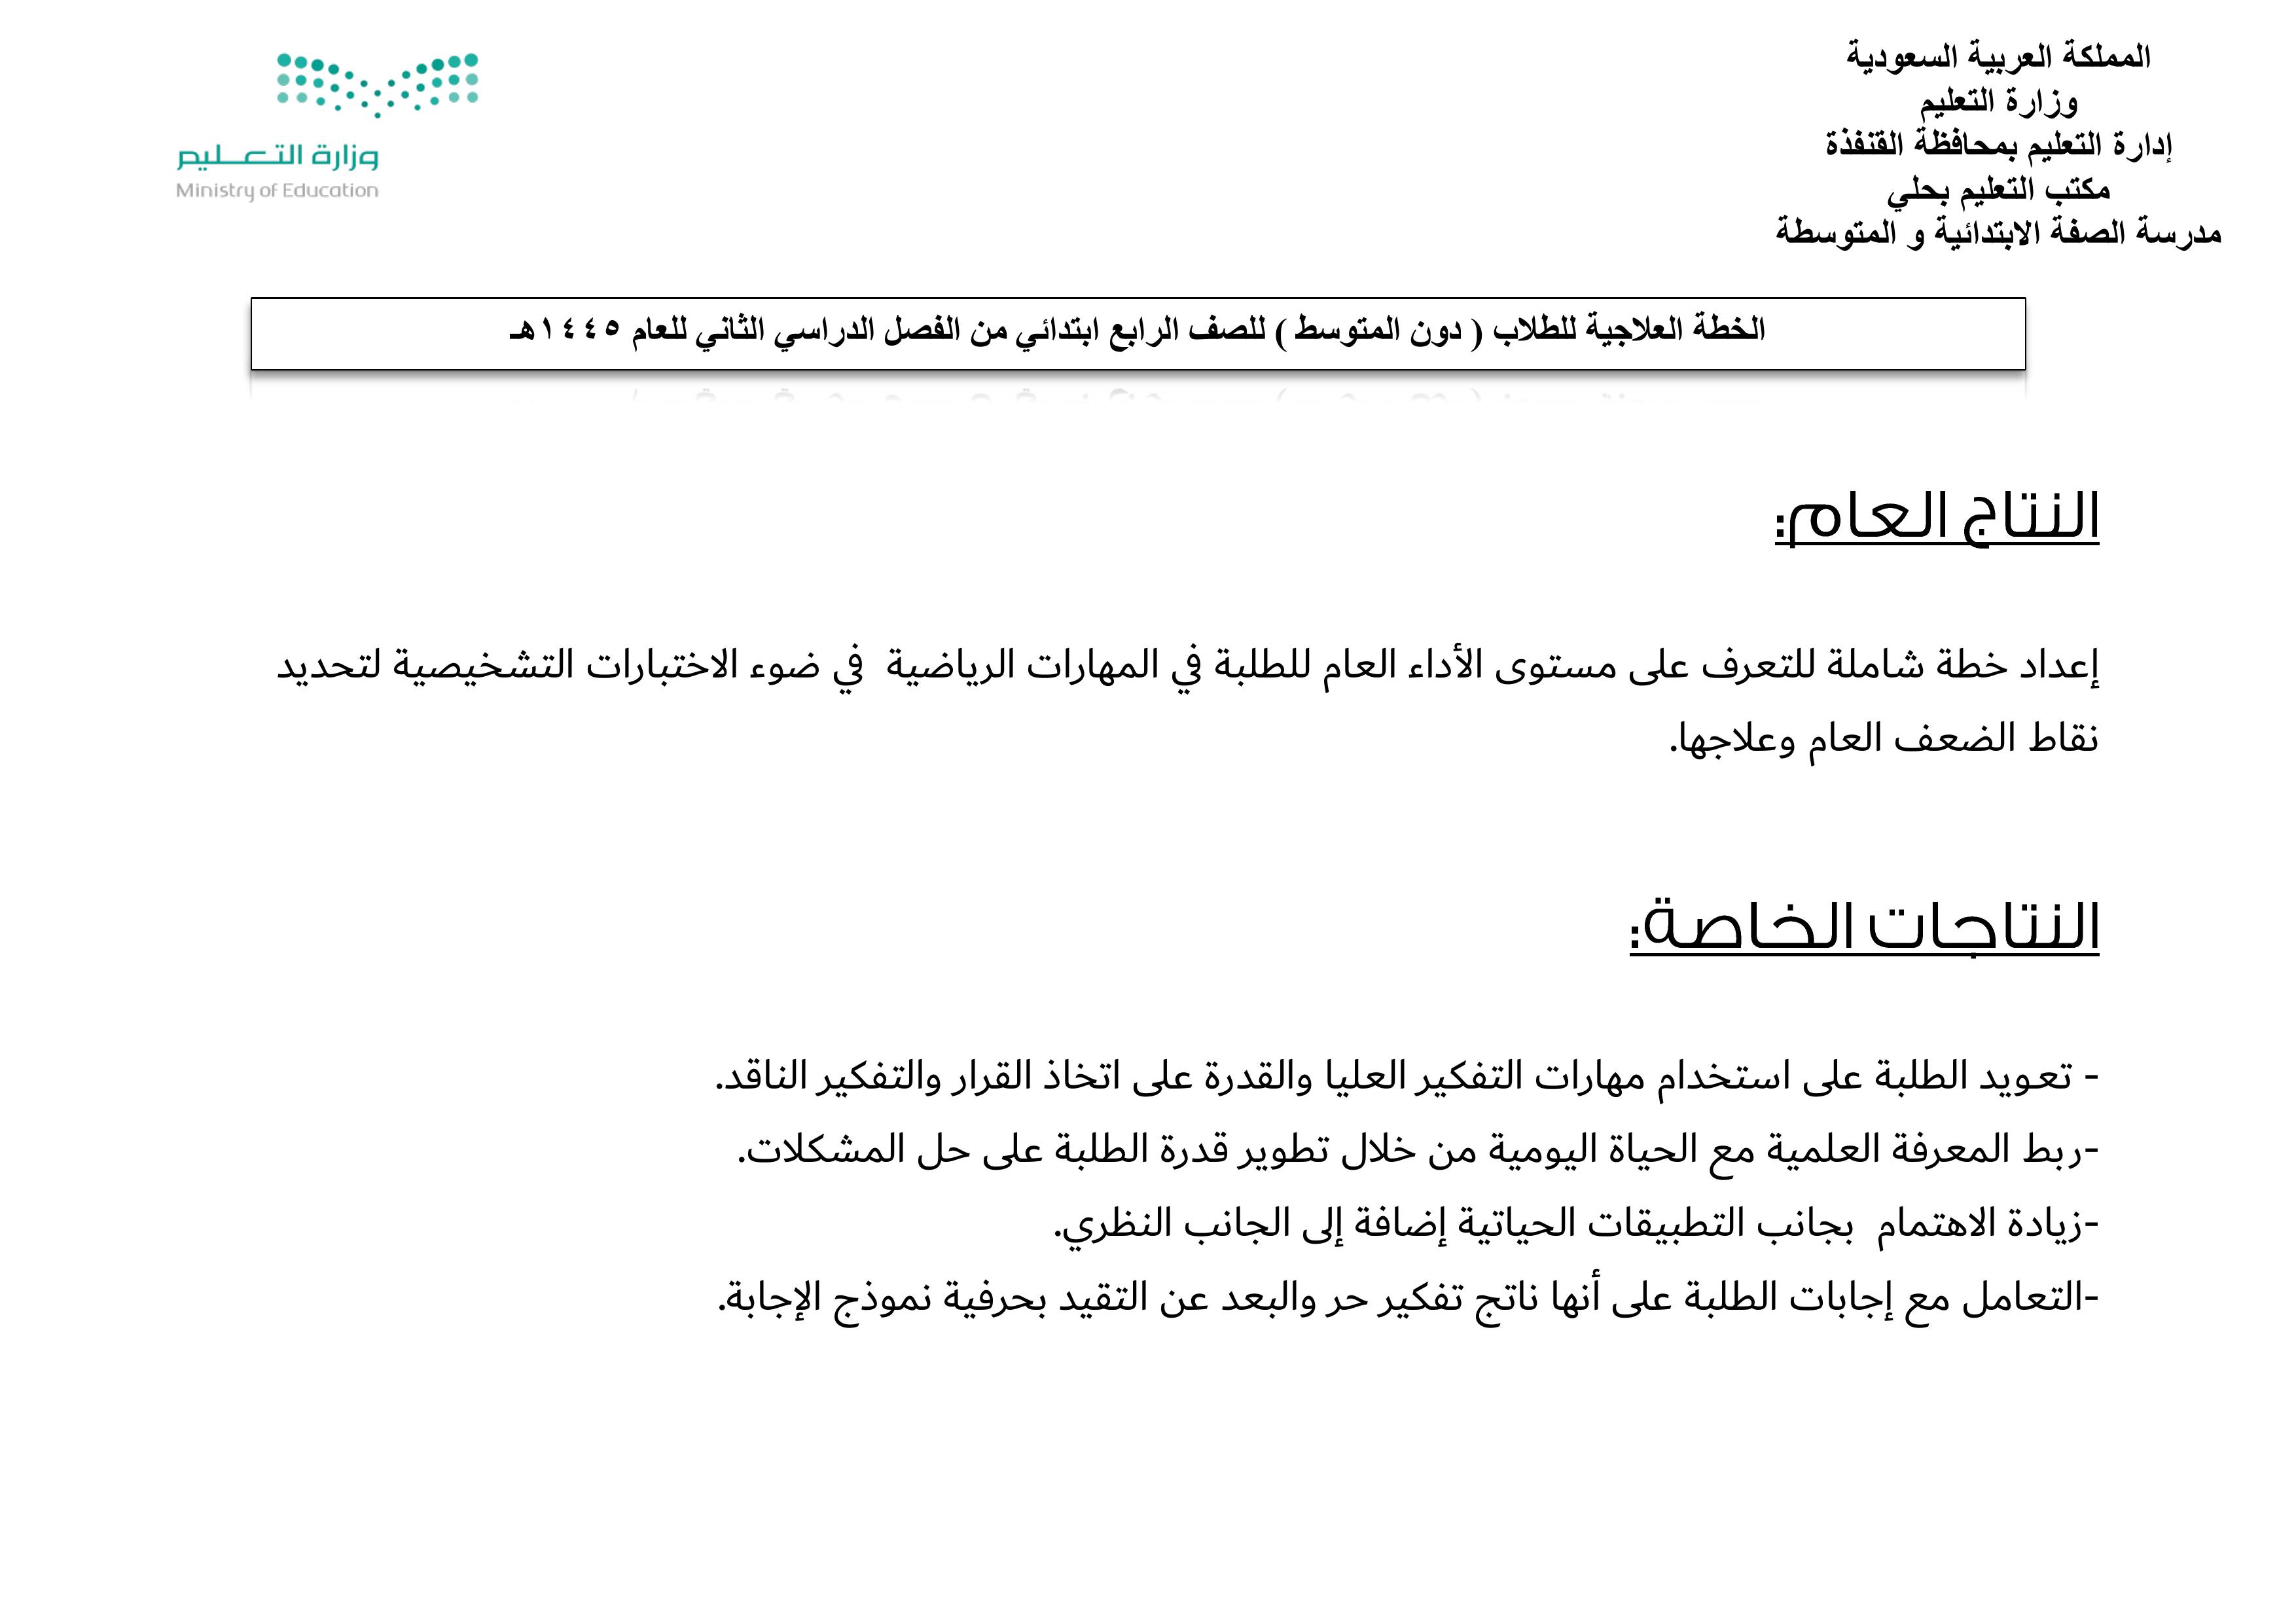 المملكة العربية السعودية
وزارة التعليم
إدارة التعليم بمحافظة القنفذة
مكتب التعليم بحلي
مدرسة الصفة الابتدائية و المتوسطة
وزارة التعليم
Ministry of Education
الخطة العلاجية للطلاب ( دون المتوسط ) للصف الرابع ابتدائي من الفصل الدراسي الثاني للعام ١٤٤٥هـ
النتاج العام:
إعداد خطة شاملة للتعرف على مستوى الأداء العام للطلبة في المهارات الرياضية في ضوء الاختبارات التشخيصية لتحديد
نقاط الضعف العام وعلاجها.
النتاجات الخاصة:
- تعويد الطلبة على استخدام مهارات التفكير العليا والقدرة على اتخاذ القرار والتفكير الناقد.
-ربط المعرفة العلمية مع الحياة اليومية من خلال تطوير قدرة الطلبة على حل المشكلات.
-زيادة الاهتمام بجانب التطبيقات الحياتية إضافة إلى الجانب النظري.
-التعامل مع إجابات الطلبة على أنها ناتج تفكير حر والبعد عن التقيد بحرفية نموذج الإجابة.